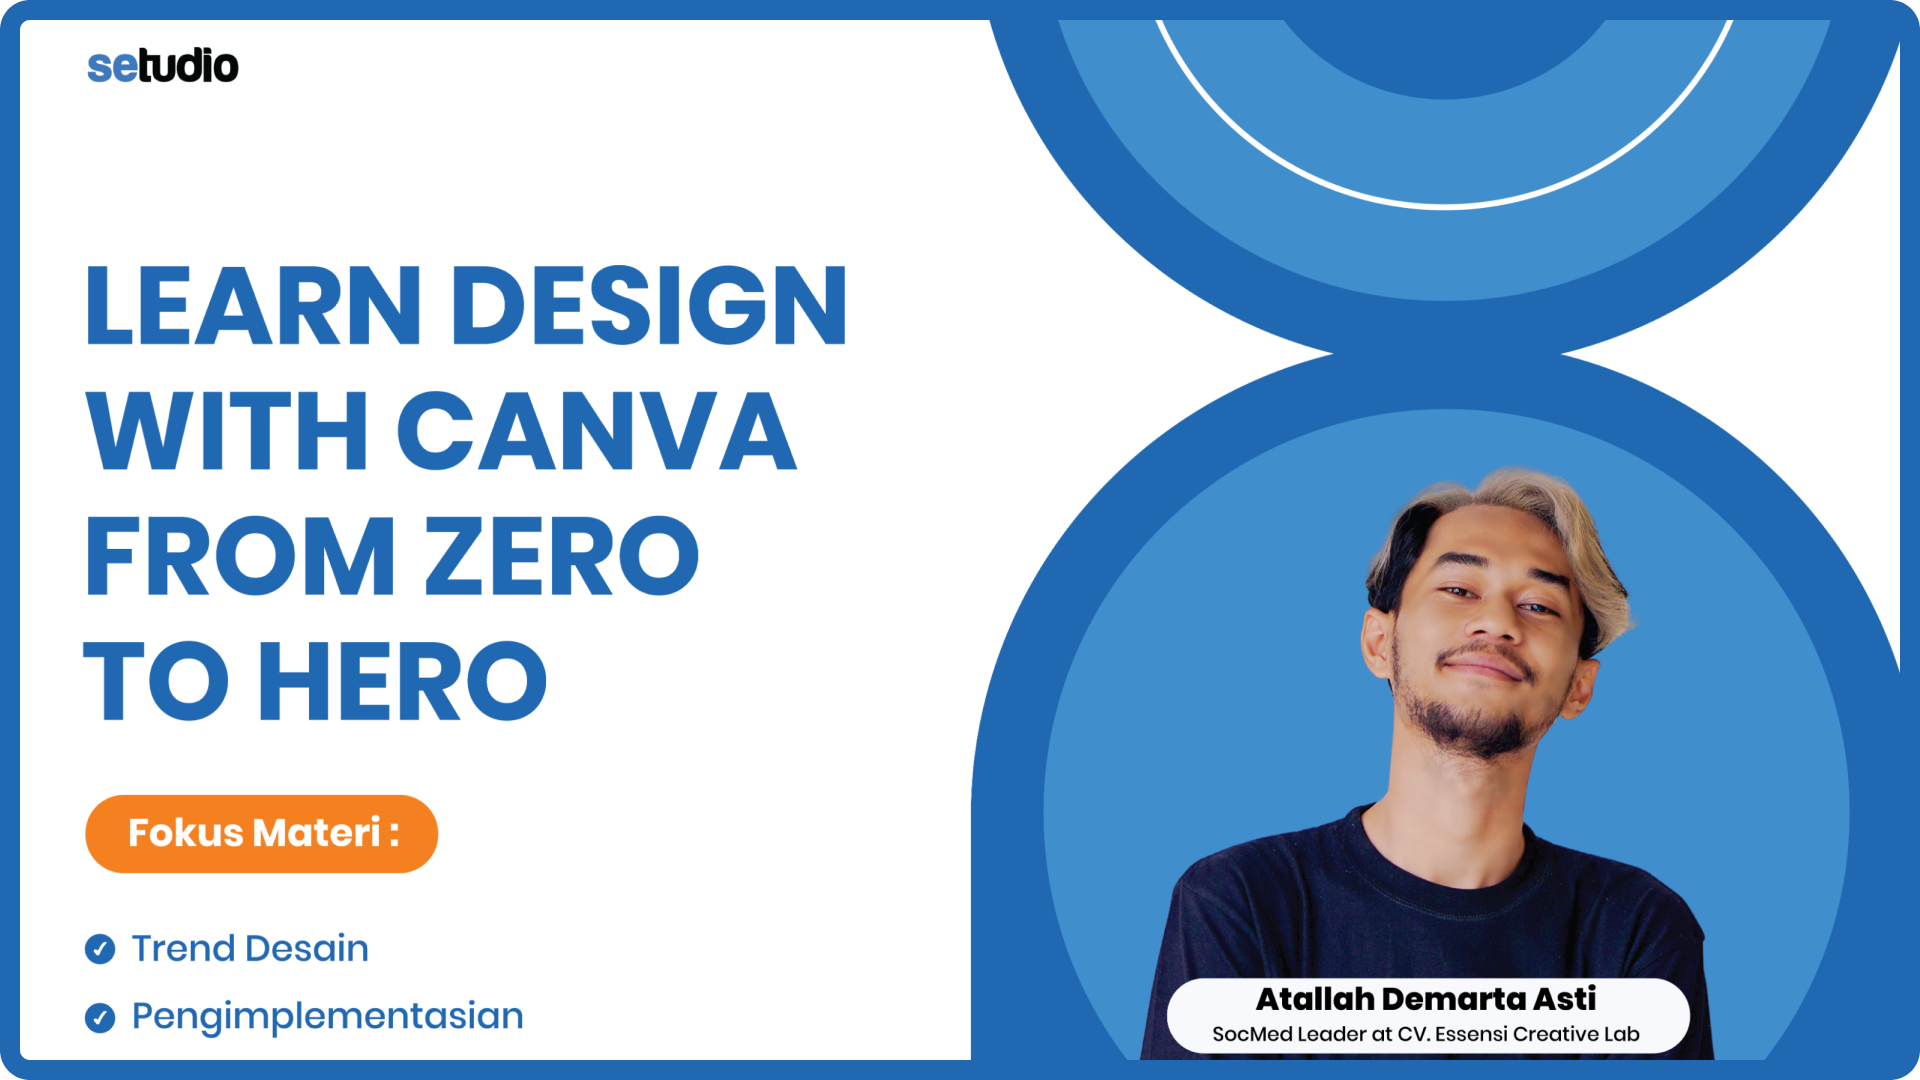 setudio
LEARN DESIGN
WITH CANVA
FROM ZERO
TO HERO
Fokus Materi :
Trend Desain
Pengimplementasian
Atallah Demarta Asti
SocMed Leader at CV. Essensi Creative Lab